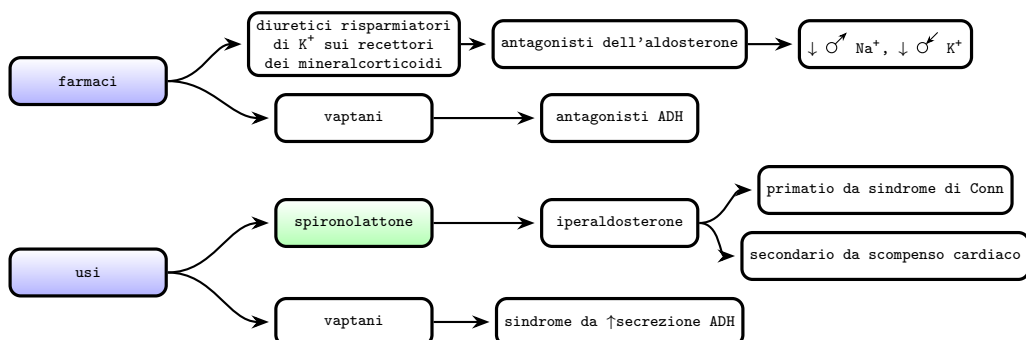 farmaci
diuretici risparmiatori
di K⁺ sui recettori
dei mineralcorticoidi
antagonisti dell'aldosterone
↓ Na⁺, ↓ K⁺
vaptani
antagonisti ADH
usi
spironolattone
iperaldosterone
primatio da sindrome di Conn
secondario da scompenso cardiaco
vaptani
sindrome da ↑secrezione ADH